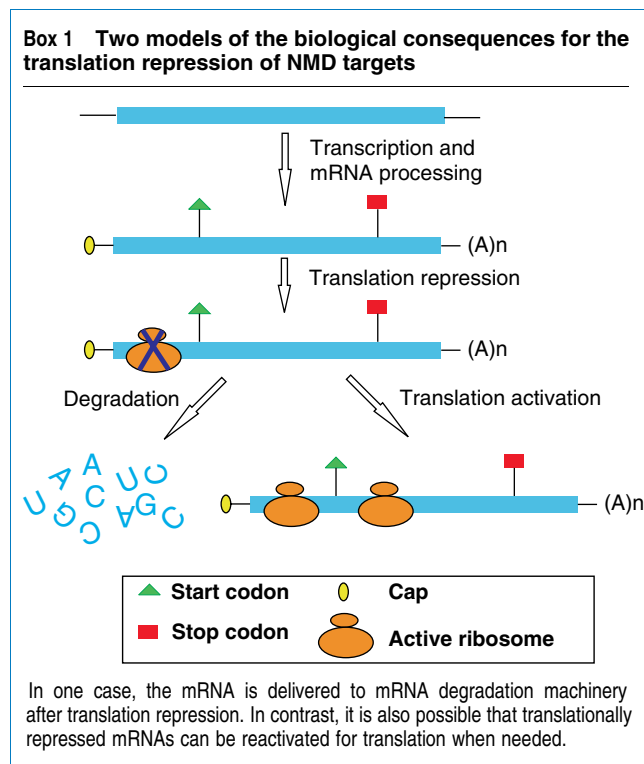 Box 1 Two models of the biological consequences for the
translation repression of NMD targets
Transcription and
mRNA processing
(A)n
Translation repression
(A)n
Degradation
Translation activation
U A A U C
U G C C A G C
(A)n
Start codon
Cap
Stop codon
Active ribosome
In one case, the mRNA is delivered to mRNA degradation machinery
after translation repression. In contrast, it is also possible that translationally
repressed mRNAs can be reactivated for translation when needed.